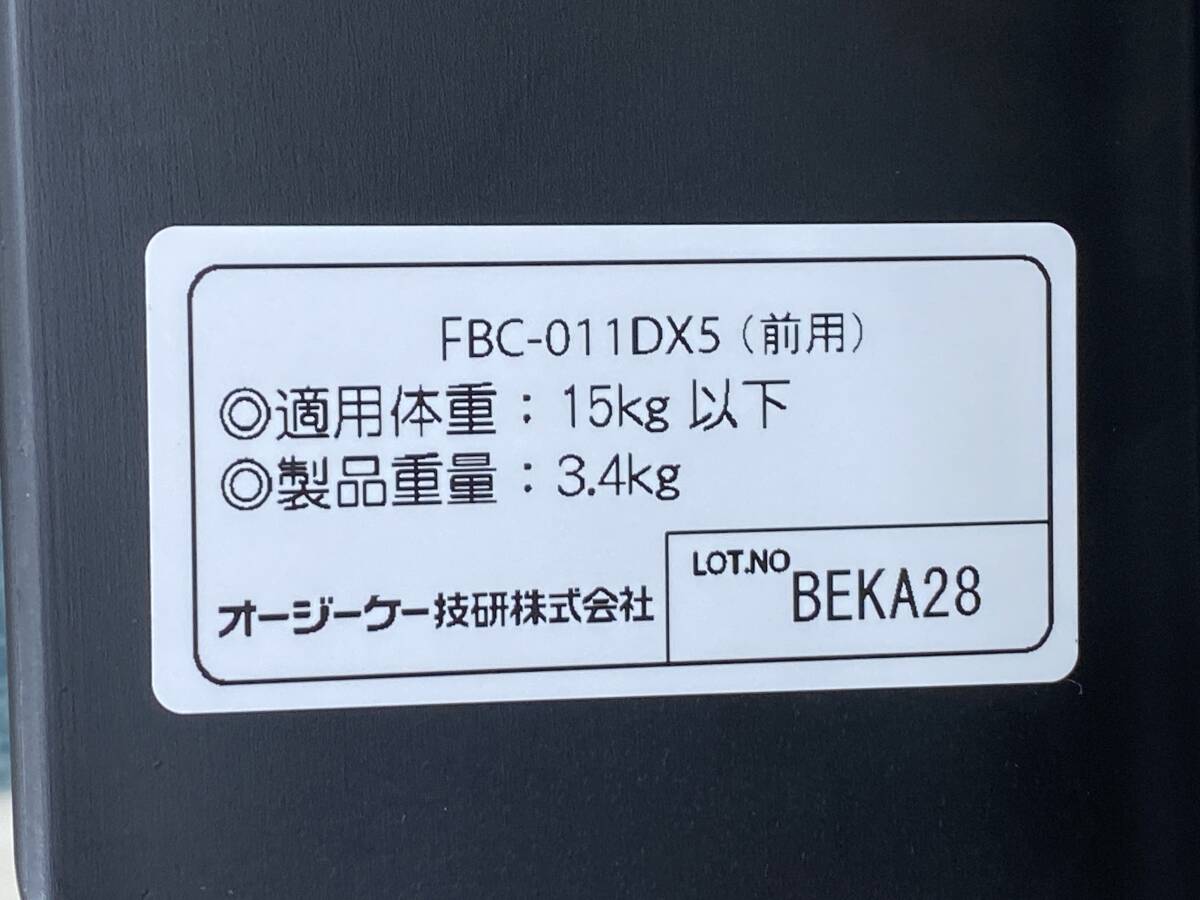 FBC-011DX5（前用）
◎適用体重：15kg 以下
◎製品重量：3.4kg
オージーケー技研株式会社
LOT.NO BEKA28